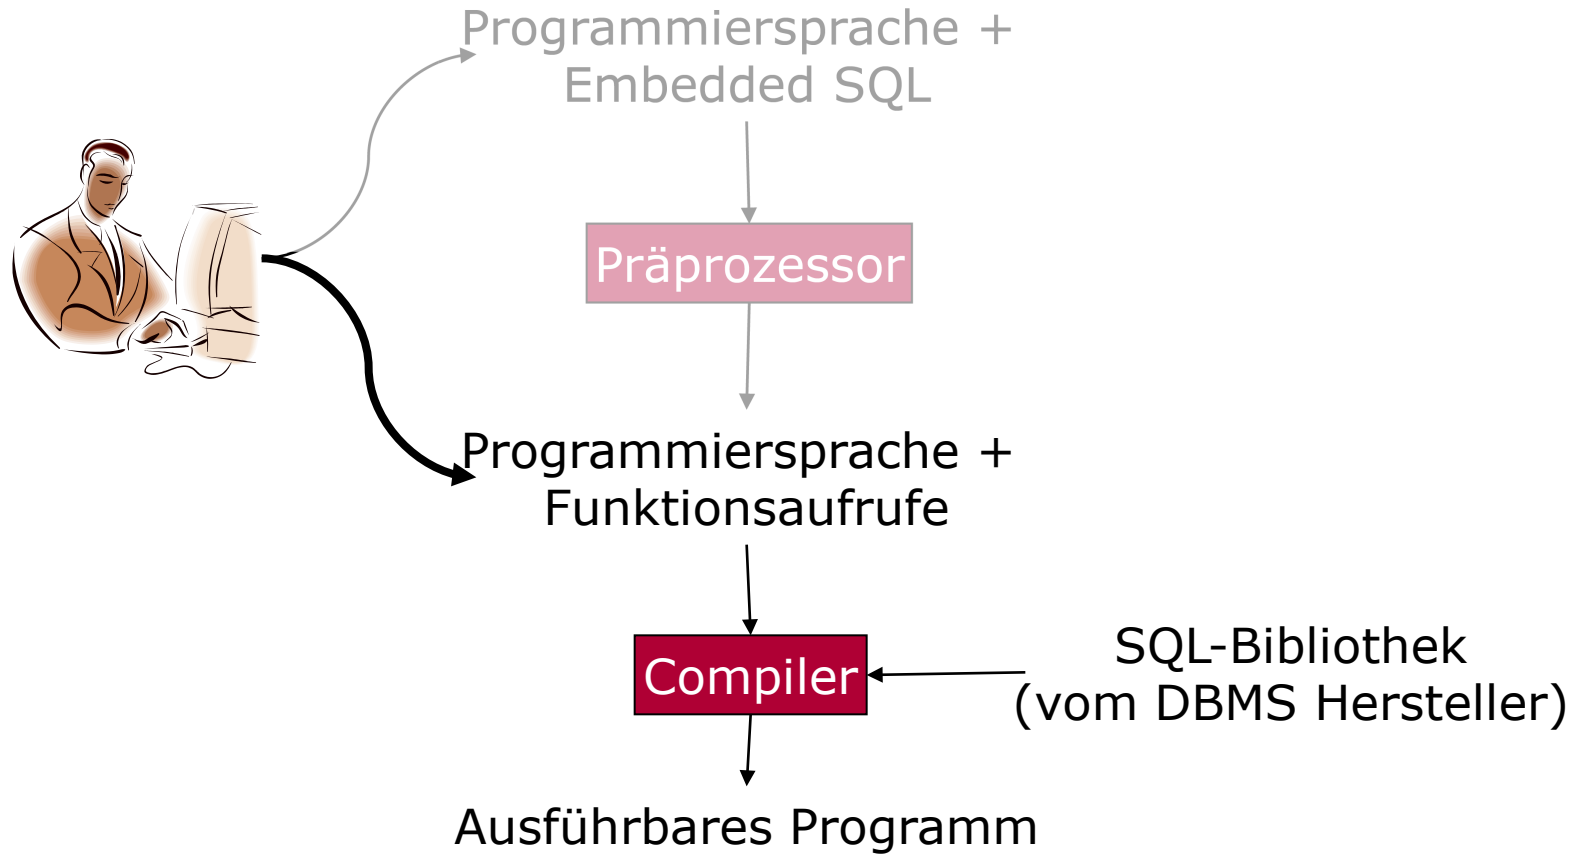 Programmiersprache +
Embedded SQL
Präprozessor
Programmiersprache +
Funktionsaufrufe
Compiler
SQL-Bibliothek
(vom DBMS Hersteller)
Ausführbares Programm